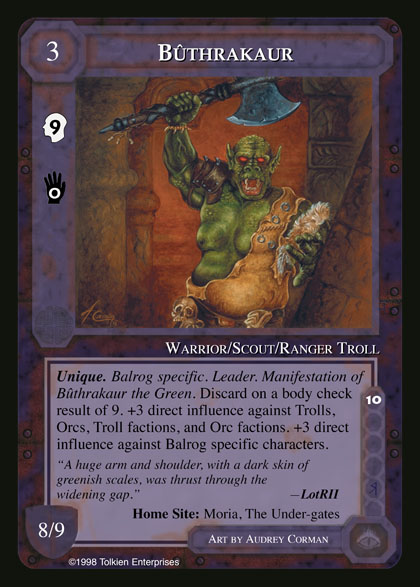 3
BÛTHRAKAUR
9
0
WARRIOR/SCOUT/RANGER TROLL
Unique. Balrog specific. Leader. Manifestation of
Bûthrakaur the Green. Discard on a body check
result of 9. +3 direct influence against Trolls,
Orcs, Troll factions, and Orc factions. +3 direct
influence against Balrog specific characters.
10
“A huge arm and shoulder, with a dark skin of
greenish scales, was thrust through the
widening gap.” –LotRII
Home Site: Moria, The Under-gates
8/9
ART BY AUDREY CORMAN
©1998 Tolkien Enterprises